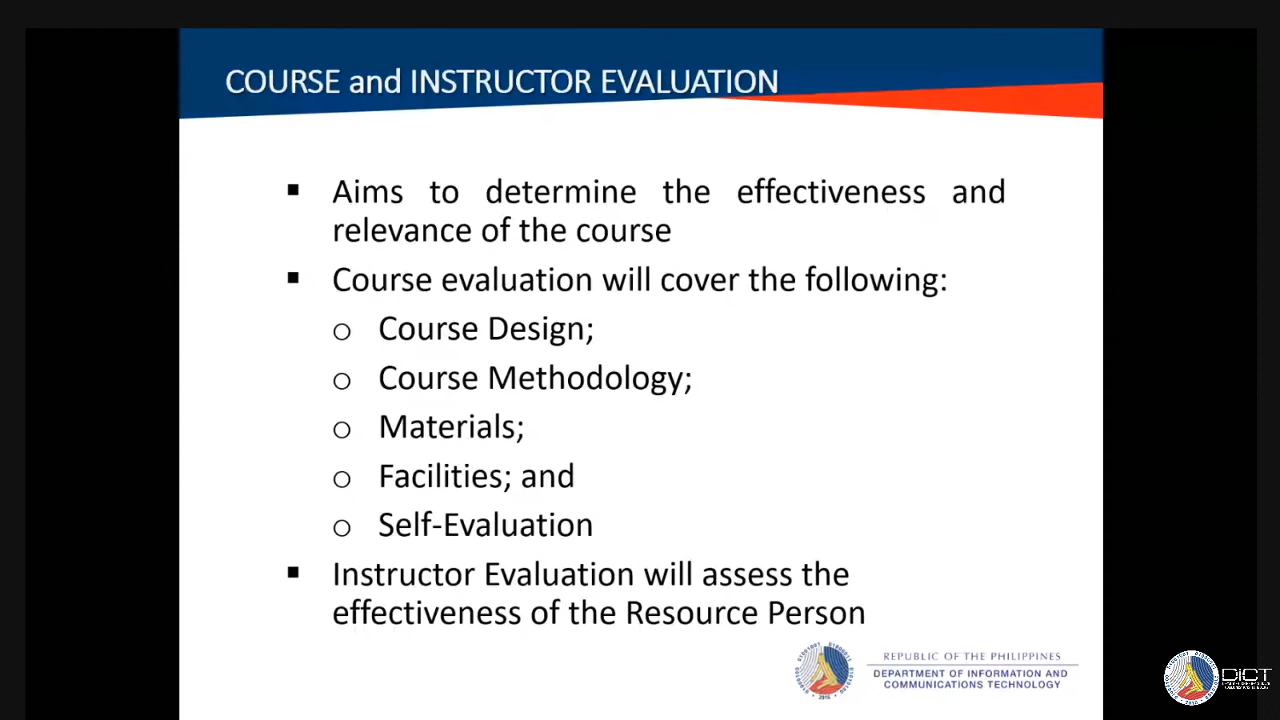 COURSE and INSTRUCTOR EVALUATION
▪ Aims to determine the effectiveness and
relevance of the course
▪ Course evaluation will cover the following:
o Course Design;
o Course Methodology;
o Materials;
o Facilities; and
o Self-Evaluation
▪ Instructor Evaluation will assess the
effectiveness of the Resource Person
REPUBLIC OF THE PHILIPPINES
DEPARTMENT OF INFORMATION AND
COMMUNICATIONS TECHNOLOGY
DICT